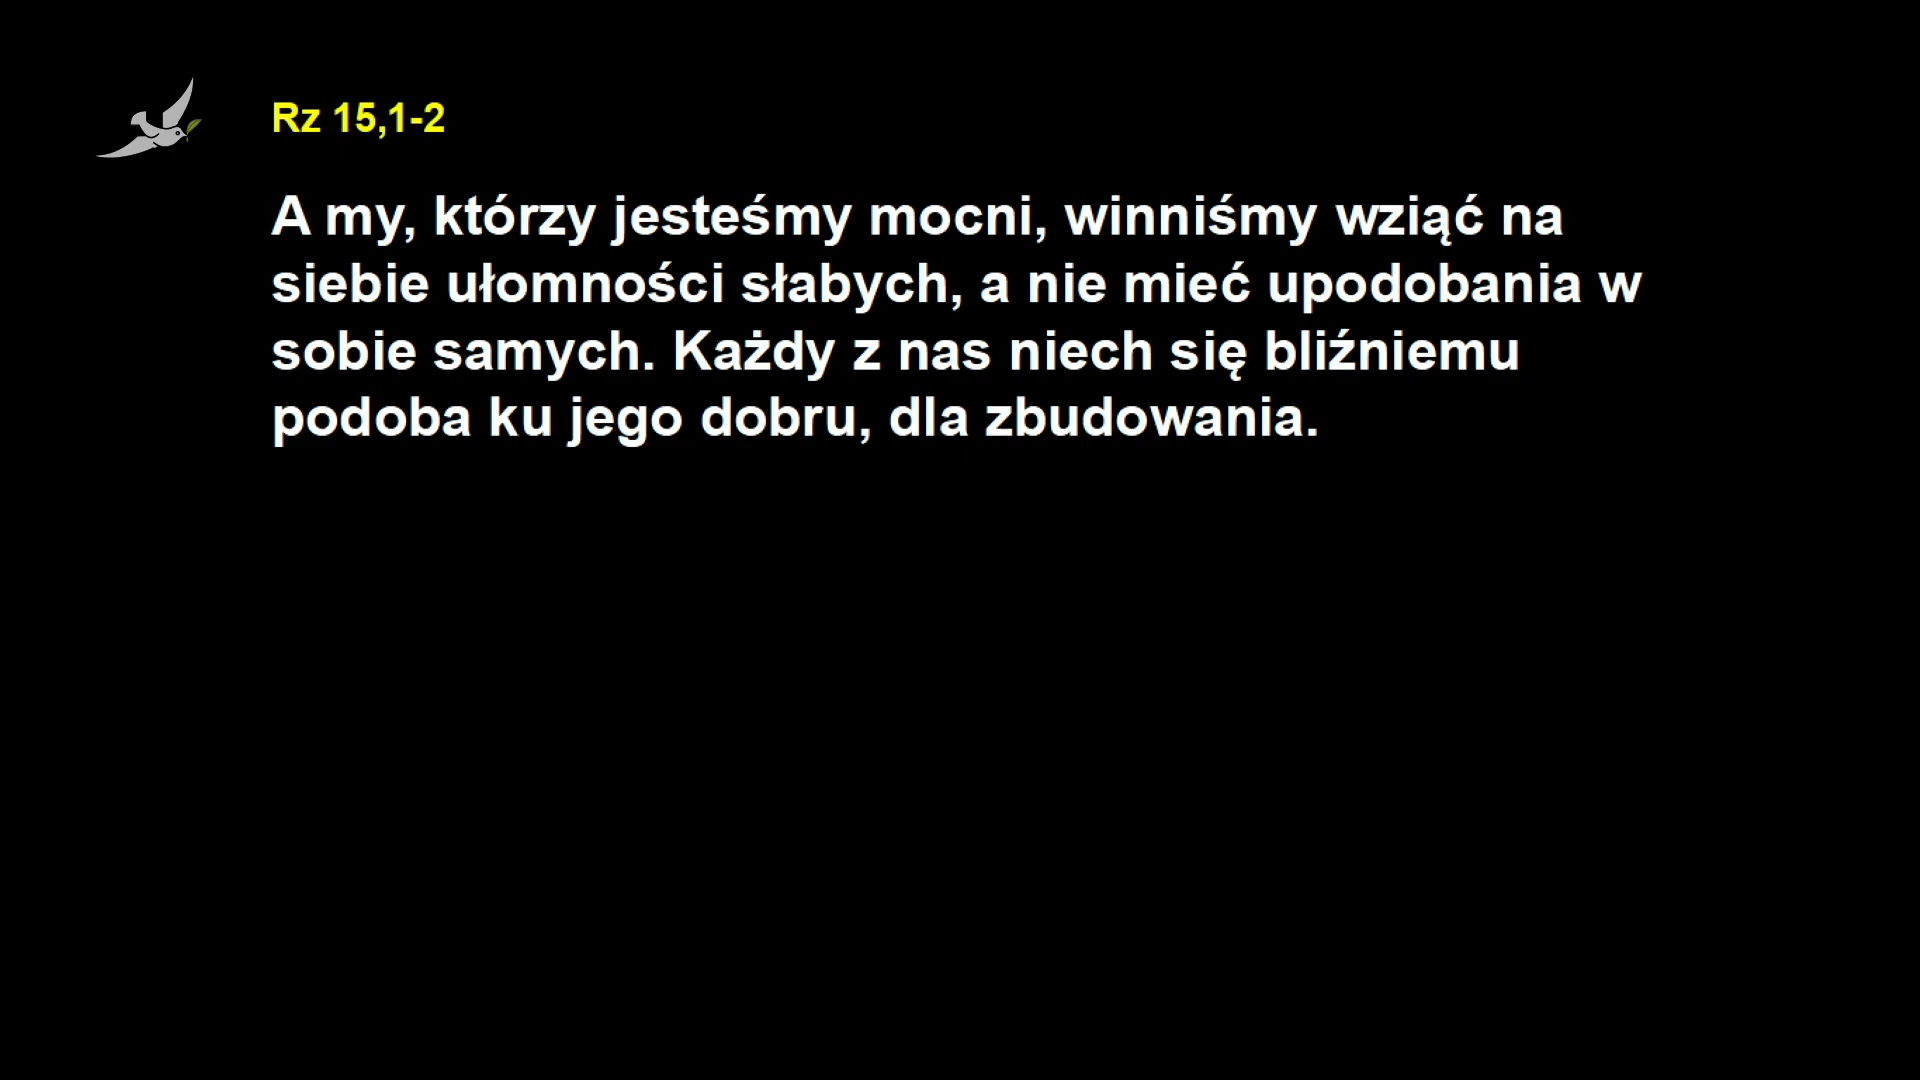 Rz 15,1-2
A my, którzy jesteśmy mocni, winniśmy wziąć na
siebie ułomności słabych, a nie mieć upodobania w
sobie samych. Każdy z nas niech się bliźniemu
podoba ku jego dobru, dla zbudowania.